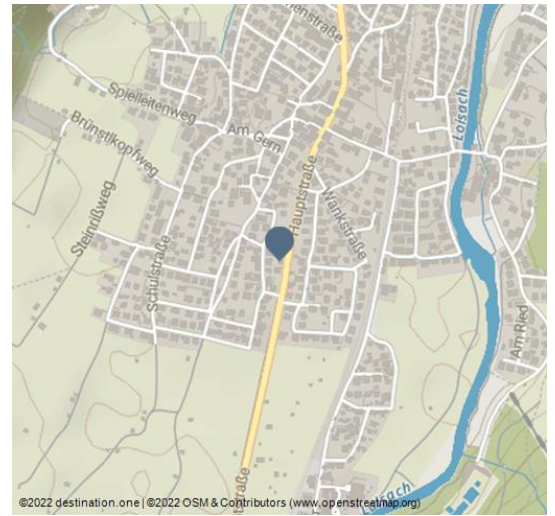 enstraße
Spielleitenweg
Am Gern
Brünstlkopfweg
Steinrißweg
Schulstraße
Hauptstraße
Wankstraße
Loisach
Am Ried
Loisach
tstraße
©2022 destination.one | ©2022 OSM & Contributors (www.openstreetmap.org)